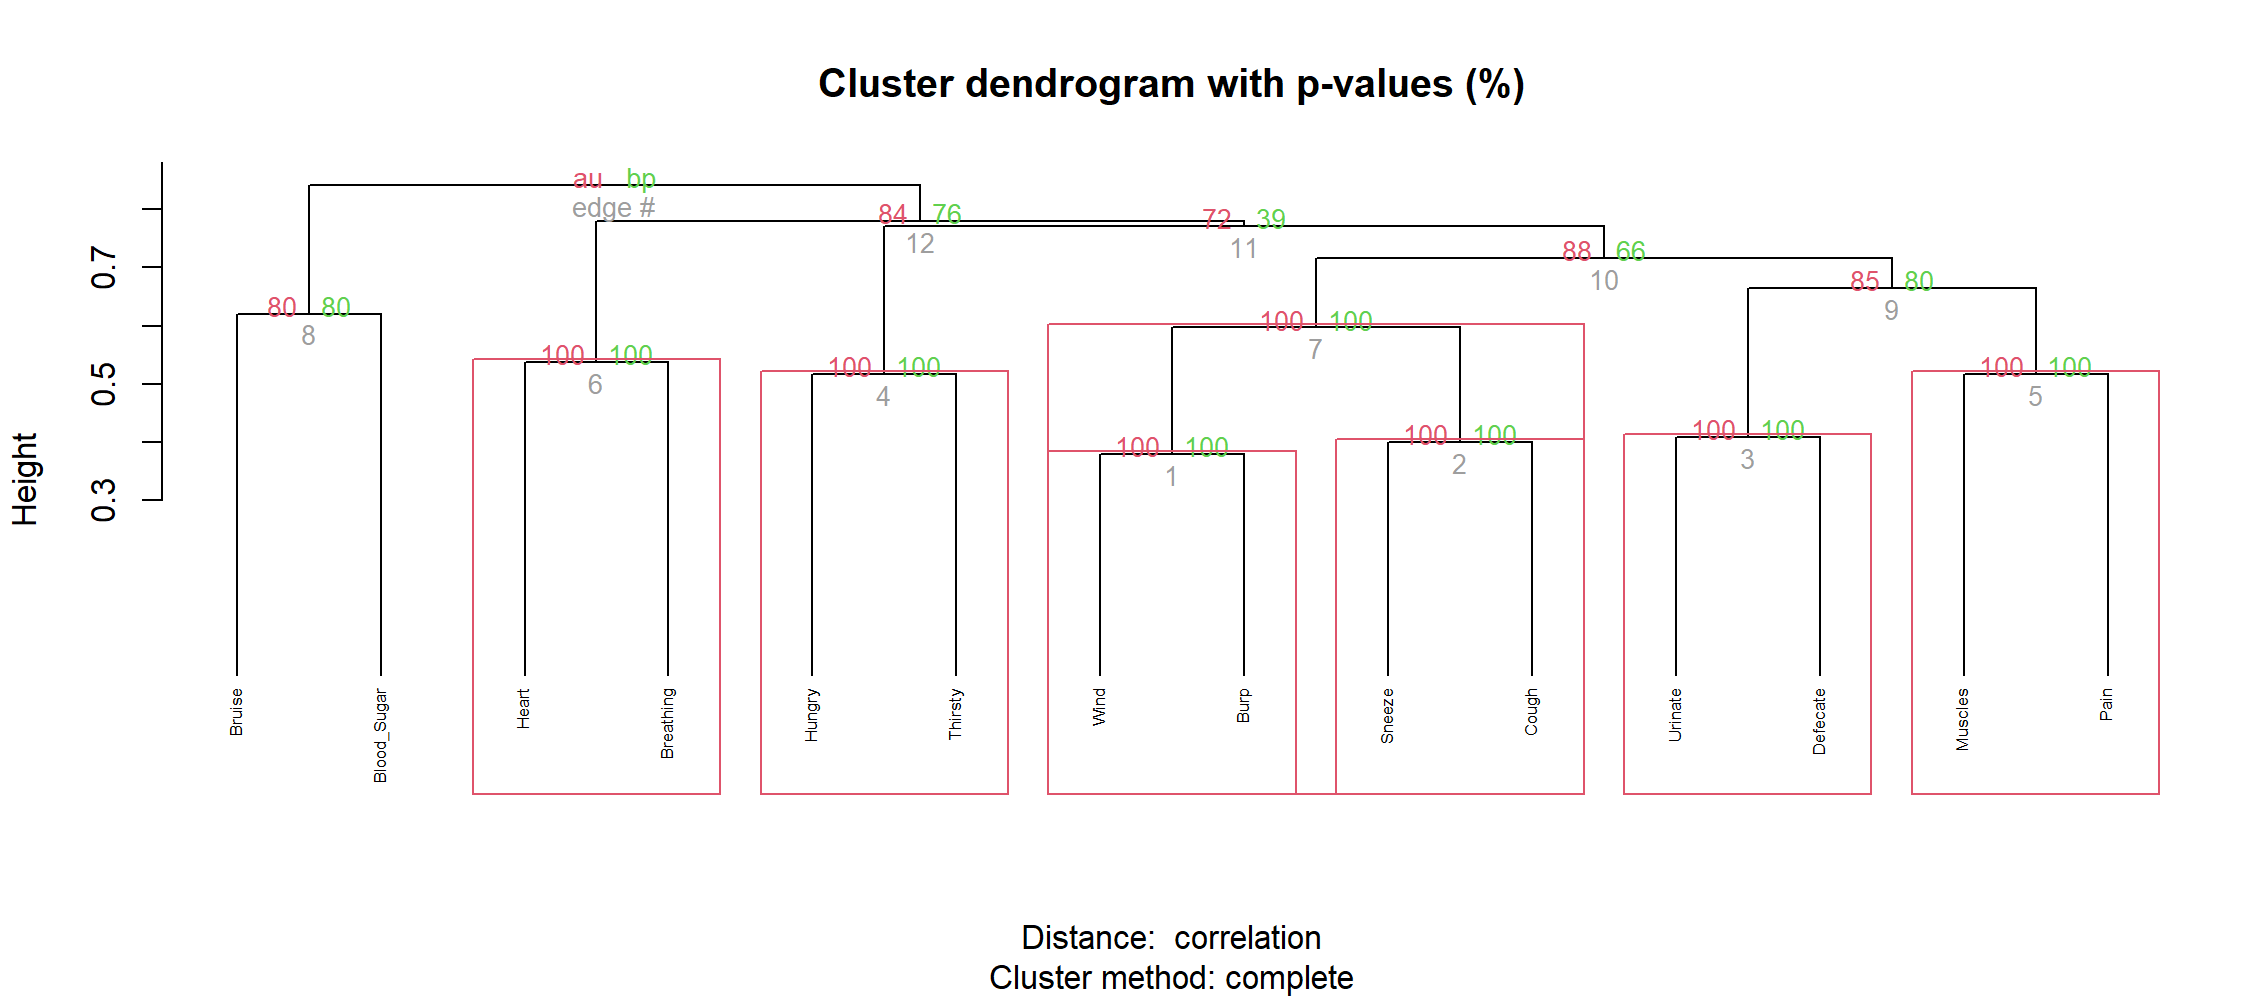 Cluster dendrogram with p-values (%)
au bp
edge #
84 76
12
72 39
11
88 66
10
85 80
9
80 80
8
100 100
7
100 100
6
100 100
4
100 100
5
100 100
1
100 100
2
100 100
3
Height
0.7
0.5
0.3
Bruise
Blood_Sugar
Heart
Breathing
Hungry
Thirsty
Wind
Burp
Sneeze
Cough
Urinate
Defecate
Muscles
Pain
Distance: correlation
Cluster method: complete